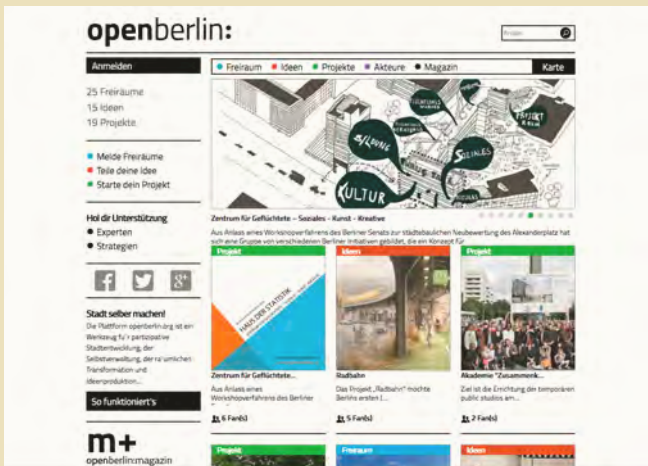 openberlin:
Anmelden
Freiraum Ideen Projekte Akteure Magazin Karte
25 Freiräume
15 Ideen
19 Projekte
Melde Freiräume
Teile deine Idee
Starte dein Projekt
Hol dir Unterstützung
Experten
Strategien
Stadt selber machen!
Die Plattform openberlin.org ist ein
Werkzeug für partizipative
Stadtentwicklung, der
Selbstverwaltung, der räumlichen
Transformation und
Ideenproduktion...
So funktioniert's
m+
openberlin:magazin
BILDUNG
SOZIALES
PROJEKT
KULTUR
Zentrum für Geflüchtete – Soziales - Kunst - Kreative
Aus Anlass eines Workshopverfahrens des Berliner Senats zur städtebaulichen Neubewertung des Alexanderplatz hat
sich eine Gruppe von verschiedenen Berliner Initiativen gebildet, die ein Konzept für
Projekt
HAUS DER STATISTIK
Zentrum für Geflüchtete...
Aus Anlass eines
Workshopverfahrens des Berliner
6 Fan(s)
Ideen
Radbahn
Das Projekt „Radbahn" möchte
Berlins ersten (...
5 Fan(s)
Projekt
Akademie "Zusammenk...
Ziel ist die Errichtung der temporären
public studios am...
2 Fan(s)
Projekt
Freiraum
Ideen